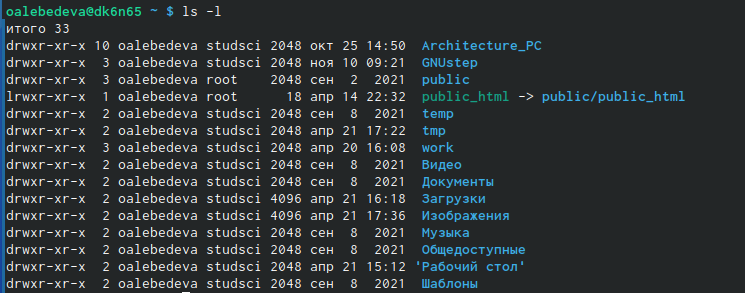 oalebedeva@dk6n65 ~ $ ls -l
итого 33
drwxr-xr-x 10 oalebedeva studsci 2048 окт 25 14:50  Architecture_PC
drwxr-xr-x  3 oalebedeva studsci 2048 ноя 10 09:21  GNUstep
drwxr-xr-x  3 oalebedeva root    2048 сен  2  2021  public
lrwxr-xr-x  1 oalebedeva root      18 апр 14 22:32  public_html -> public/public_html
drwxr-xr-x  2 oalebedeva studsci 2048 сен  8  2021  temp
drwxr-xr-x  2 oalebedeva studsci 2048 апр 21 17:22  tmp
drwxr-xr-x  3 oalebedeva studsci 2048 апр 20 16:08  work
drwxr-xr-x  2 oalebedeva studsci 2048 сен  8  2021  Видео
drwxr-xr-x  2 oalebedeva studsci 2048 сен  8  2021  Документы
drwxr-xr-x  2 oalebedeva studsci 4096 апр 21 16:18  Загрузки
drwxr-xr-x  2 oalebedeva studsci 4096 апр 21 17:36  Изображения
drwxr-xr-x  2 oalebedeva studsci 2048 сен  8  2021  Музыка
drwxr-xr-x  2 oalebedeva studsci 2048 сен  8  2021  Общедоступные
drwxr-xr-x  2 oalebedeva studsci 2048 апр 21 15:12 'Рабочий стол'
drwxr-xr-x  2 oalebedeva studsci 2048 сен  8  2021  Шаблоны